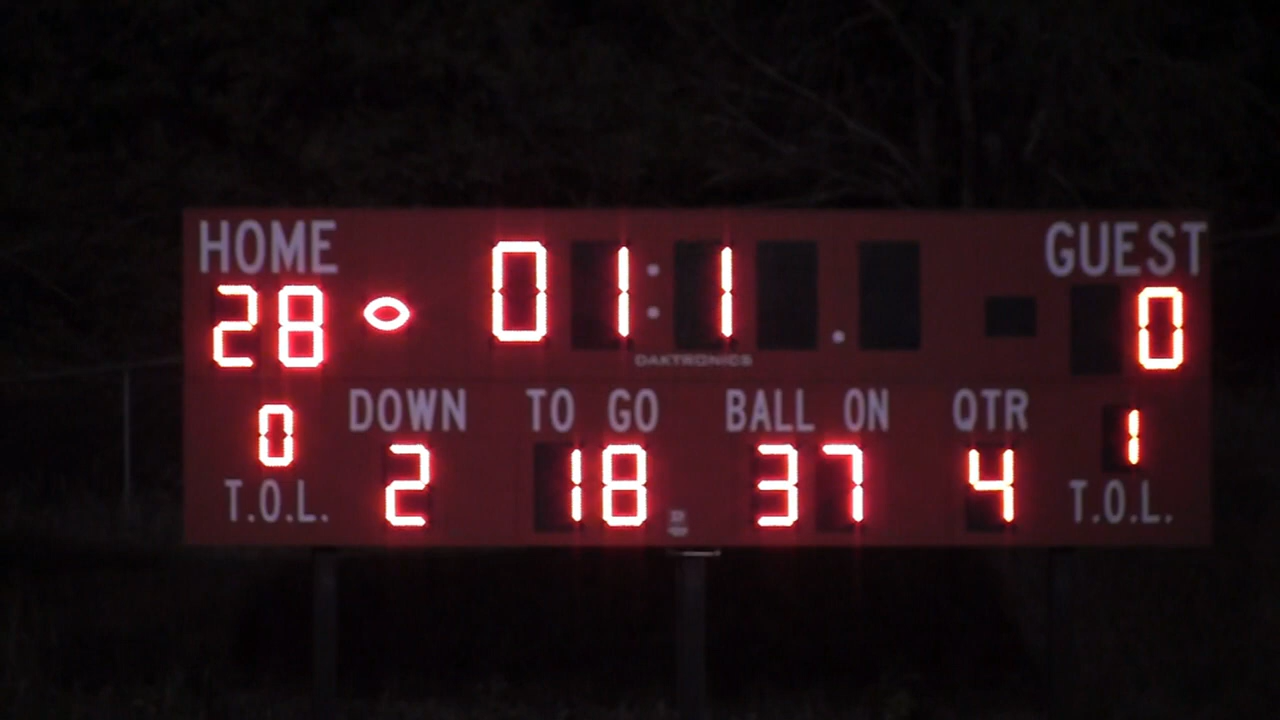 HOME GUEST
28 01:1 . 0
DAKTRONICS
0 DOWN TO GO BALL ON QTR 1
T.O.L. 2 18 37 4 T.O.L.